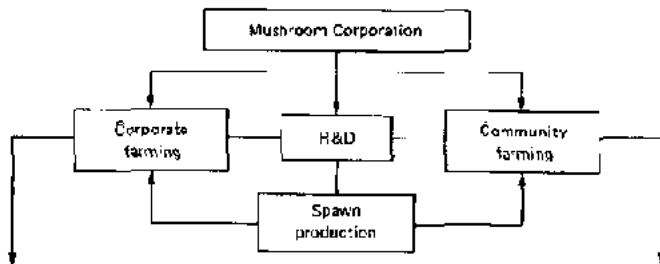 Mushroom Corporation
Corporate
farming
R&D
Community
farming
Spawn
production